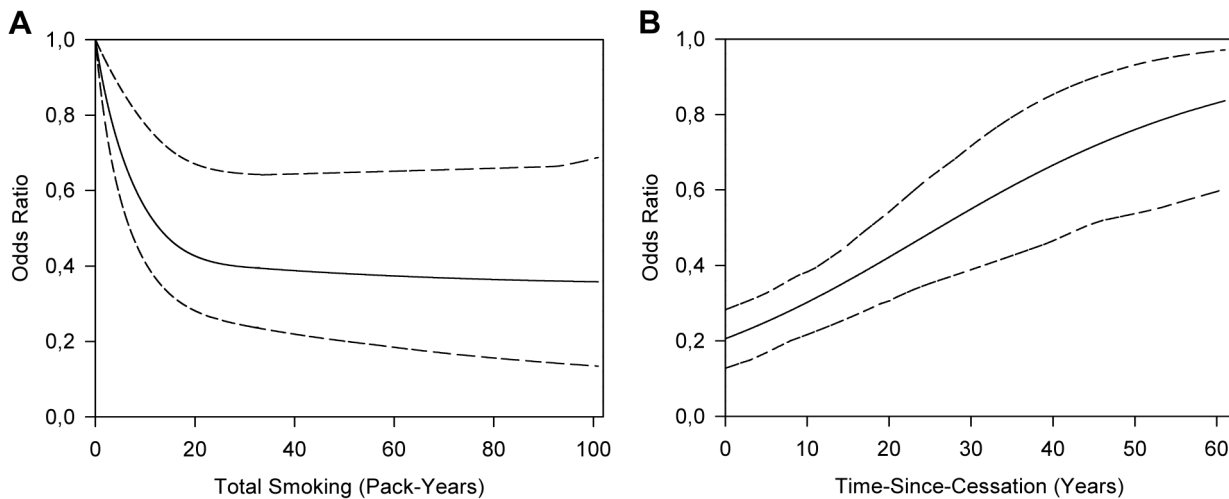 A
1,0
0,8
0,6
0,4
0,2
0,0
Odds Ratio
0 20 40 60 80 100
Total Smoking (Pack-Years)
B
1,0
0,8
0,6
0,4
0,2
0,0
Odds Ratio
0 10 20 30 40 50 60
Time-Since-Cessation (Years)